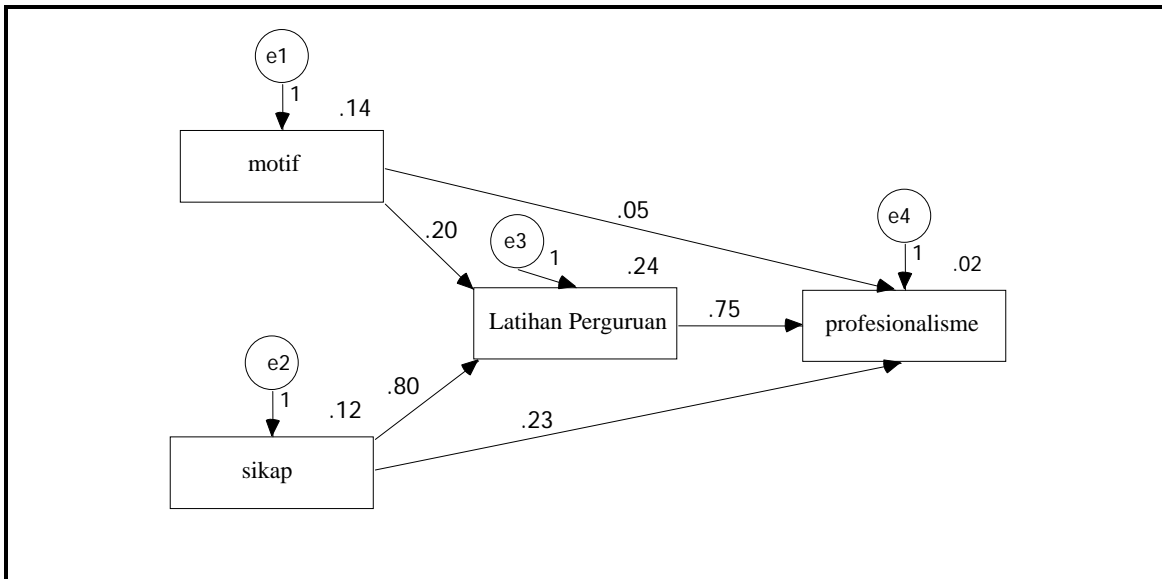 e1
1
.14
motif
.05
e4
.20
e3
1
.24
1
.02
Latihan Perguruan
.75
profesionalisme
e2
1
.12
.80
.23
sikap